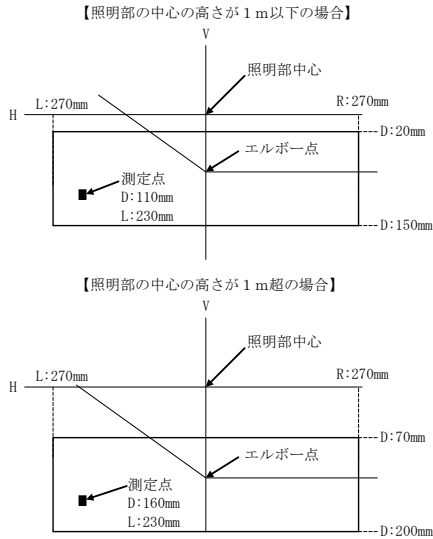 【照明部の中心の高さが１ｍ以下の場合】
V
照明部中心
L:270mm
R:270mm
H
D:20mm
エルボー点
測定点
D:110mm
L:230mm
D:150mm
【照明部の中心の高さが１ｍ超の場合】
V
照明部中心
L:270mm
R:270mm
H
D:70mm
エルボー点
測定点
D:160mm
L:230mm
D:200mm